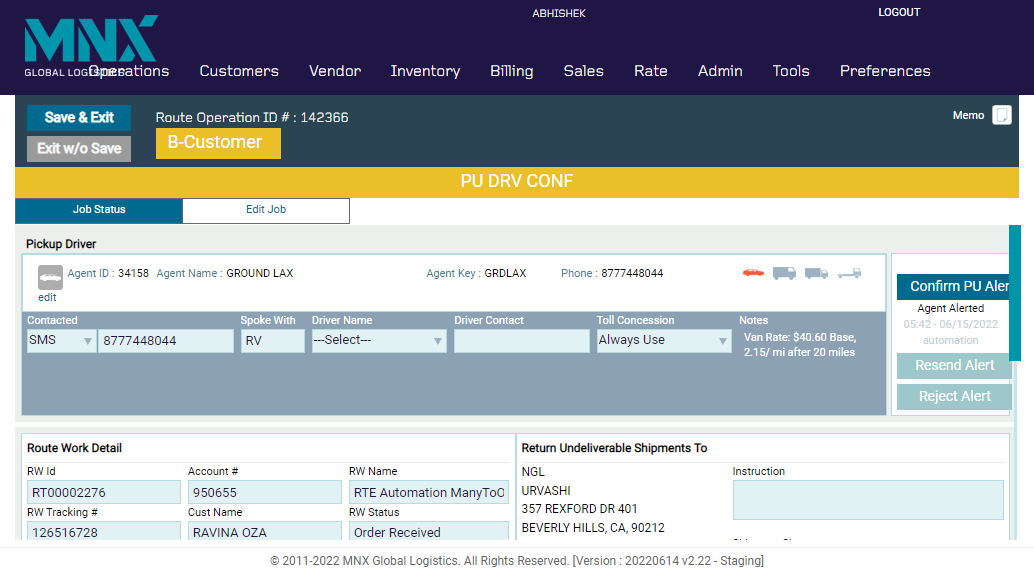 ABHISHEK
LOGOUT
MNX
GLOBAL LOGISTICS
Operations Customers Vendor Inventory Billing Sales Rate Admin Tools Preferences
Save & Exit
Route Operation ID # : 142366
Memo
Exit w/o Save
B-Customer
PU DRV CONF
Job Status Edit Job
Pickup Driver
Agent ID : 34158 Agent Name : GROUND LAX Agent Key : GRDLAX Phone : 8777448044
edit
Confirm PU Aler
Agent Alerted
05:42 - 06/15/2022
automation
Resend Alert
Reject Alert
Contacted Spoke With Driver Name Driver Contact Toll Concession Notes
SMS 8777448044 RV ---Select--- Always Use Van Rate: $40.60 Base,
2.15/ mi after 20 miles
Route Work Detail
RW Id Account # RW Name
RT00002276 950655 RTE Automation ManyToO
RW Tracking # Cust Name RW Status
126516728 RAVINA OZA Order Received
Return Undeliverable Shipments To
NGL
URVASHI
357 REXFORD DR 401
BEVERLY HILLS, CA, 90212
Instruction
© 2011-2022 MNX Global Logistics. All Rights Reserved. [Version : 20220614 v2.22 - Staging]